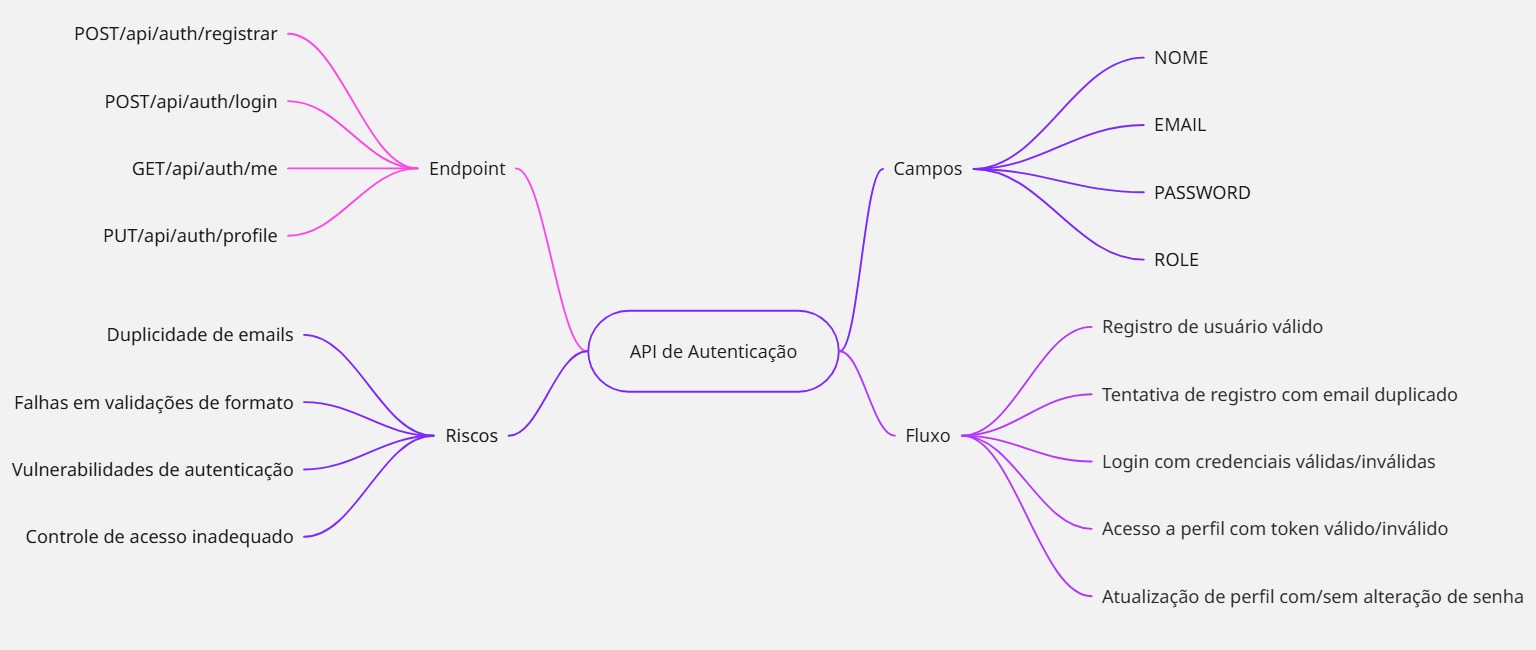 POST/api/auth/registrar
POST/api/auth/login
GET/api/auth/me
PUT/api/auth/profile
Endpoint
Duplicidade de emails
Falhas em validações de formato
Vulnerabilidades de autenticação
Controle de acesso inadequado
Riscos
API de Autenticação
Campos
NOME
EMAIL
PASSWORD
ROLE
Fluxo
Registro de usuário válido
Tentativa de registro com email duplicado
Login com credenciais válidas/inválidas
Acesso a perfil com token válido/inválido
Atualização de perfil com/sem alteração de senha